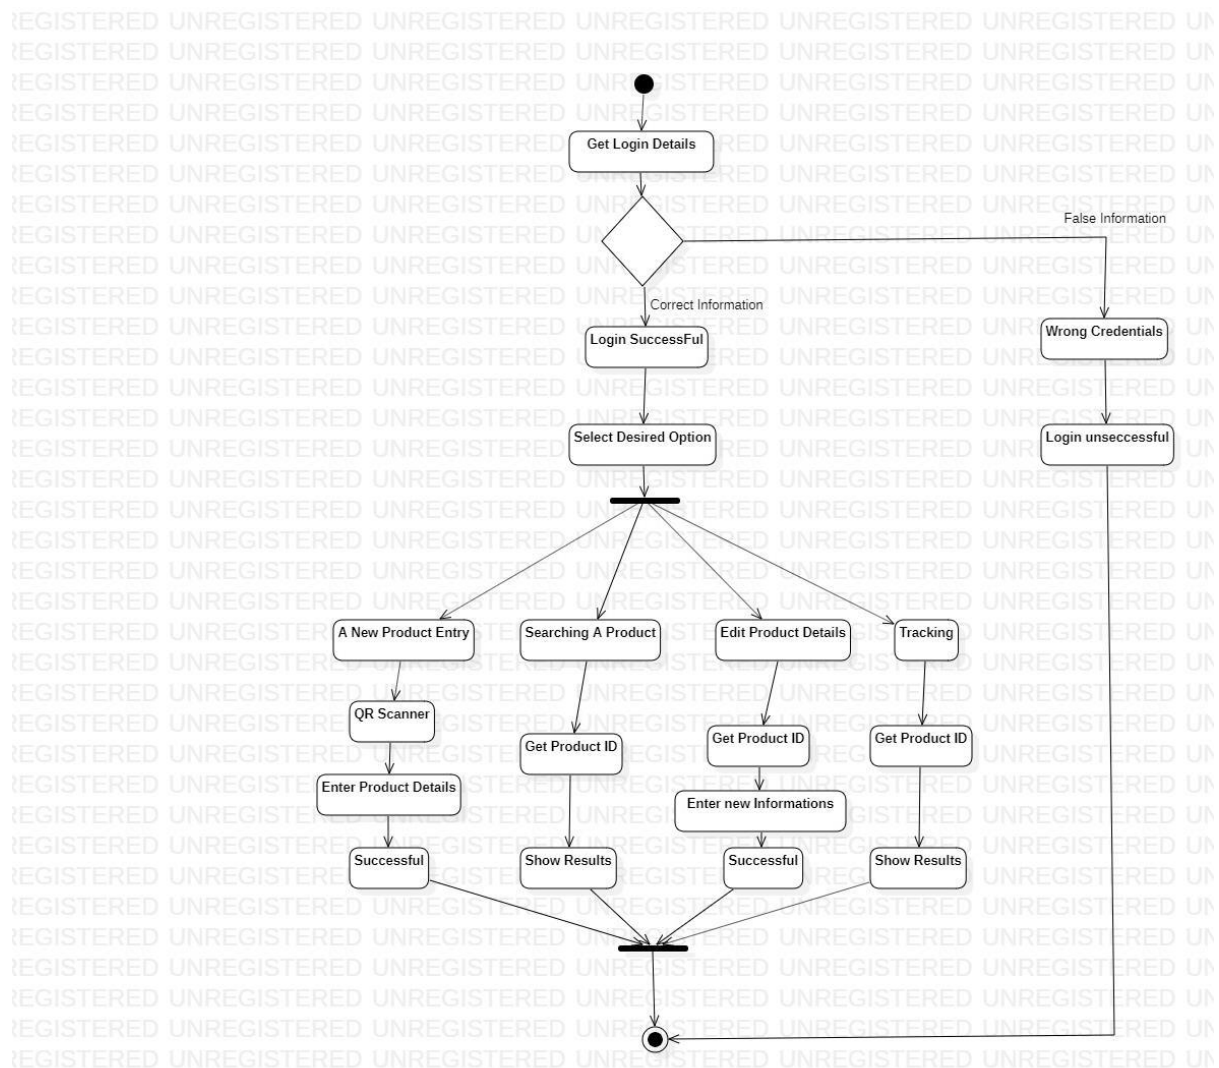 UNREGISTERED
Get Login Details
False Information
Correct Information
Login SuccessFul
Wrong Credentials
Select Desired Option
Login unseccessful
A New Product Entry
Searching A Product
Edit Product Details
Tracking
QR Scanner
Get Product ID
Get Product ID
Get Product ID
Enter Product Details
Enter new Informations
Successful
Show Results
Successful
Show Results